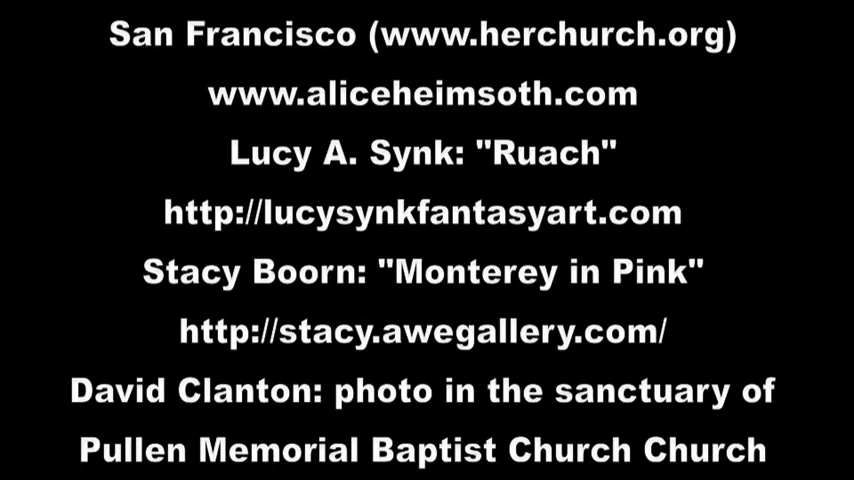 San Francisco (www.herchurch.org)
www.aliceheimsoth.com
Lucy A. Synk: "Ruach"
http://lucysynkfantasyart.com
Stacy Boorn: "Monterey in Pink"
http://stacy.awegallery.com/
David Clanton: photo in the sanctuary of
Pullen Memorial Baptist Church Church